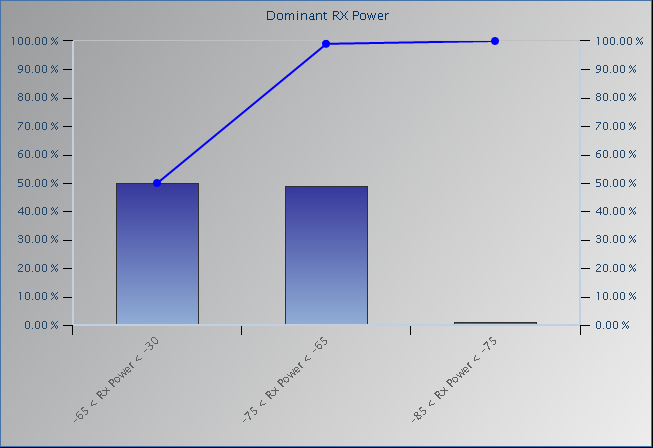 Dominant RX Power
100.00 % 100.00 %
90.00 % 90.00 %
80.00 % 80.00 %
70.00 % 70.00 %
60.00 % 60.00 %
50.00 % 50.00 %
40.00 % 40.00 %
30.00 % 30.00 %
20.00 % 20.00 %
10.00 % 10.00 %
0.00 % 0.00 %
-65 < Rx Power < -30
-75 < Rx Power < -65
-85 < Rx Power < -75